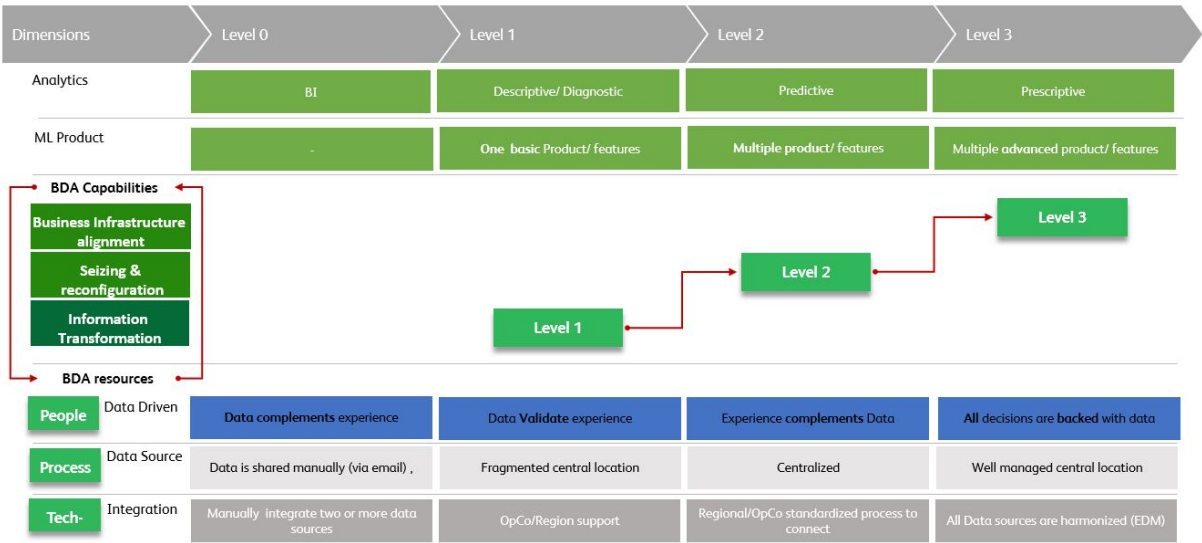 Dimensions
Level 0
Level 1
Level 2
Level 3
Analytics
BI
Descriptive/ Diagnostic
Predictive
Prescriptive
ML Product
-
One basic Product/ features
Multiple product/ features
Multiple advanced product/ features
BDA Capabilities
Business Infrastructure
alignment
Seizing &
reconfiguration
Information
Transformation
Level 1
Level 2
Level 3
BDA resources
People
Data Driven
Data complements experience
Data Validate experience
Experience complements Data
All decisions are backed with data
Process
Data Source
Data is shared manually (via email) ,
Fragmented central location
Centralized
Well managed central location
Tech-
Integration
Manually integrate two or more data
sources
OpCo/Region support
Regional/OpCo standardized process to
connect
All Data sources are harmonized (EDM)